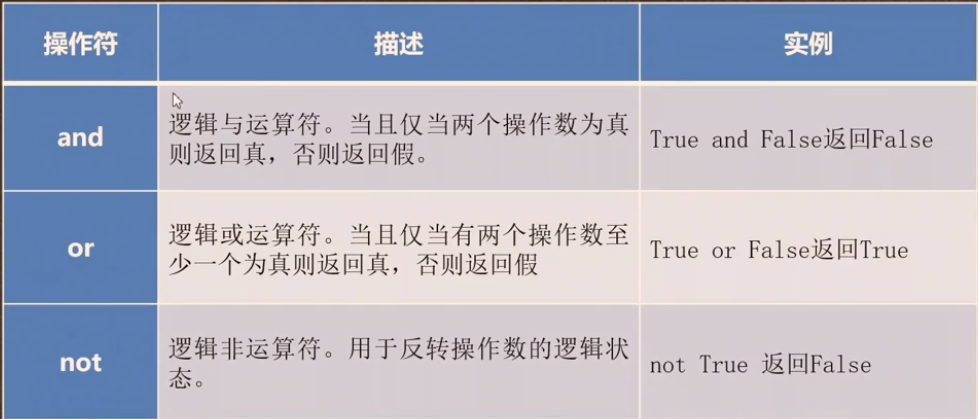 操作符 描述 实例
and
逻辑与运算符。当且仅当两个操作数为真
则返回真，否则返回假。
True and False返回False
or
逻辑或运算符。当且仅当有两个操作数至
少一个为真则返回真，否则返回假
True or False返回True
not
逻辑非运算符。用于反转操作数的逻辑状
态。
not True 返回False